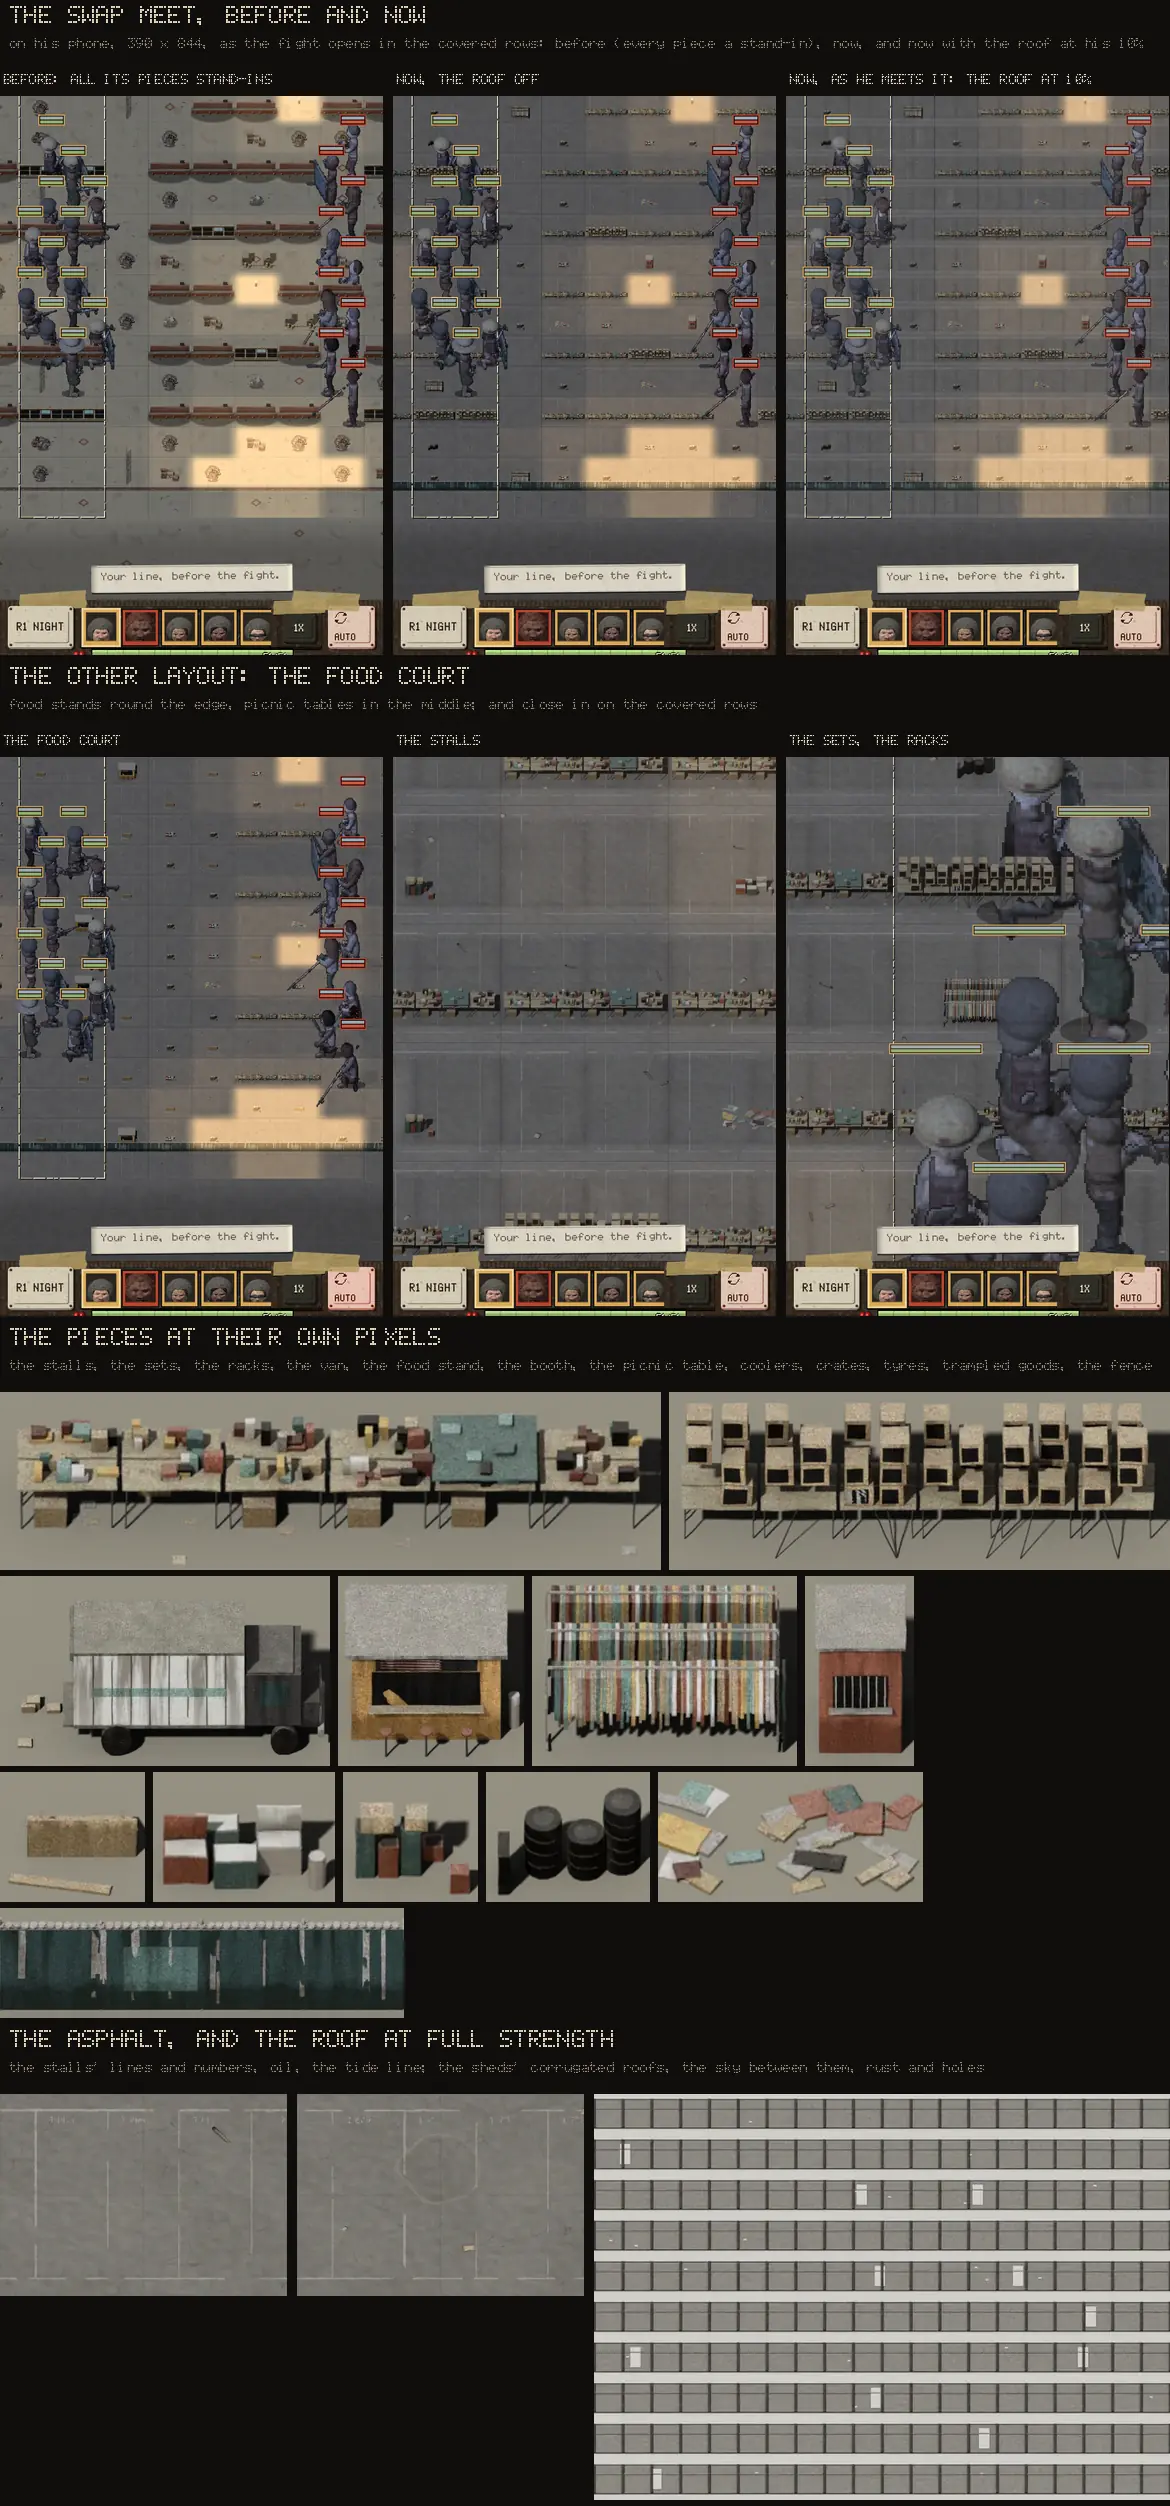 THE SWAP MEET, BEFORE AND NOW
on his phone, 390 x 844, as the fight opens in the covered rows: before (every piece a stand-in), now, and now with the roof at his 10%
BEFORE: ALL ITS PIECES STAND-INS
NOW, THE ROOF OFF
NOW, AS HE MEETS IT: THE ROOF AT 10%
Your line, before the fight.
Your line, before the fight.
Your line, before the fight.
R1 NIGHT
1X
AUTO
R1 NIGHT
1X
AUTO
R1 NIGHT
1X
AUTO
THE OTHER LAYOUT: THE FOOD COURT
food stands round the edge, picnic tables in the middle; and close in on the covered rows
THE FOOD COURT
THE STALLS
THE SETS, THE RACKS
Your line, before the fight.
Your line, before the fight.
Your line, before the fight.
R1 NIGHT
1X
AUTO
R1 NIGHT
1X
AUTO
R1 NIGHT
1X
AUTO
THE PIECES AT THEIR OWN PIXELS
the stalls, the sets, the racks, the van, the food stand, the booth, the picnic table, coolers, crates, tyres, trampled goods, the fence
THE ASPHALT, AND THE ROOF AT FULL STRENGTH
the stalls' lines and numbers, oil, the tide line; the sheds' corrugated roofs, the sky between them, rust and holes